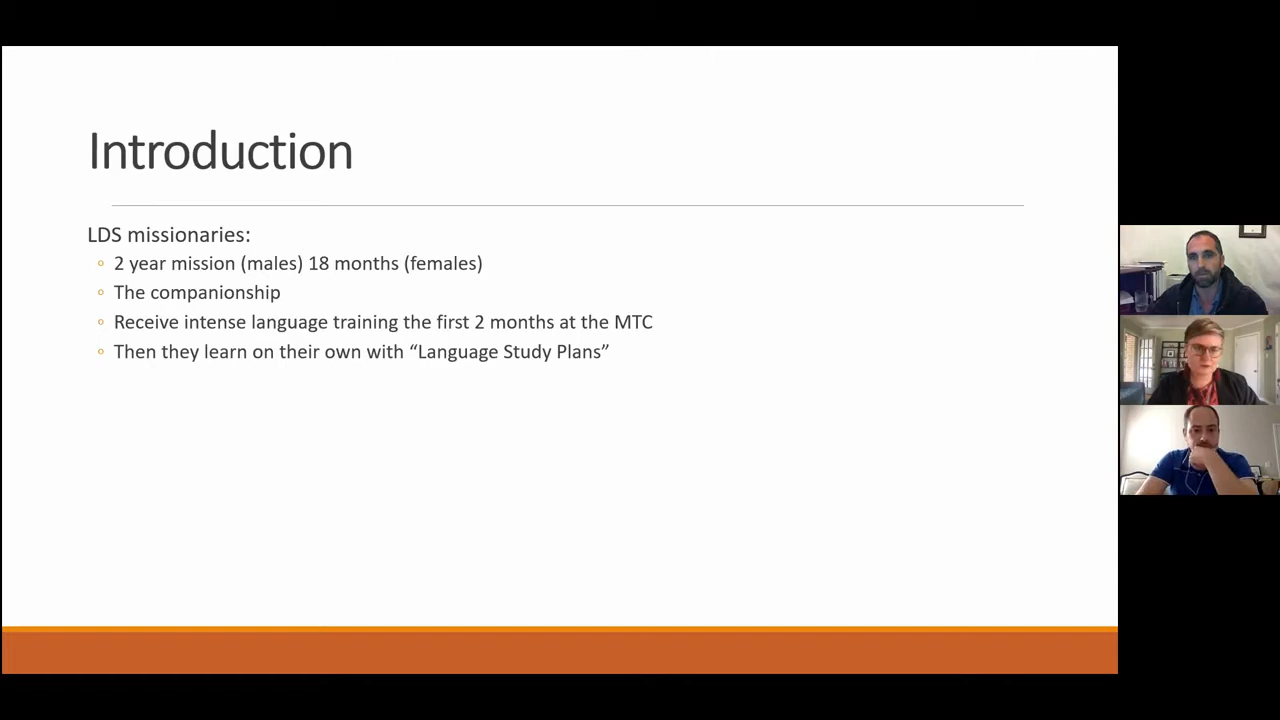 Introduction
LDS missionaries:
2 year mission (males) 18 months (females)
The companionship
Receive intense language training the first 2 months at the MTC
Then they learn on their own with “Language Study Plans”